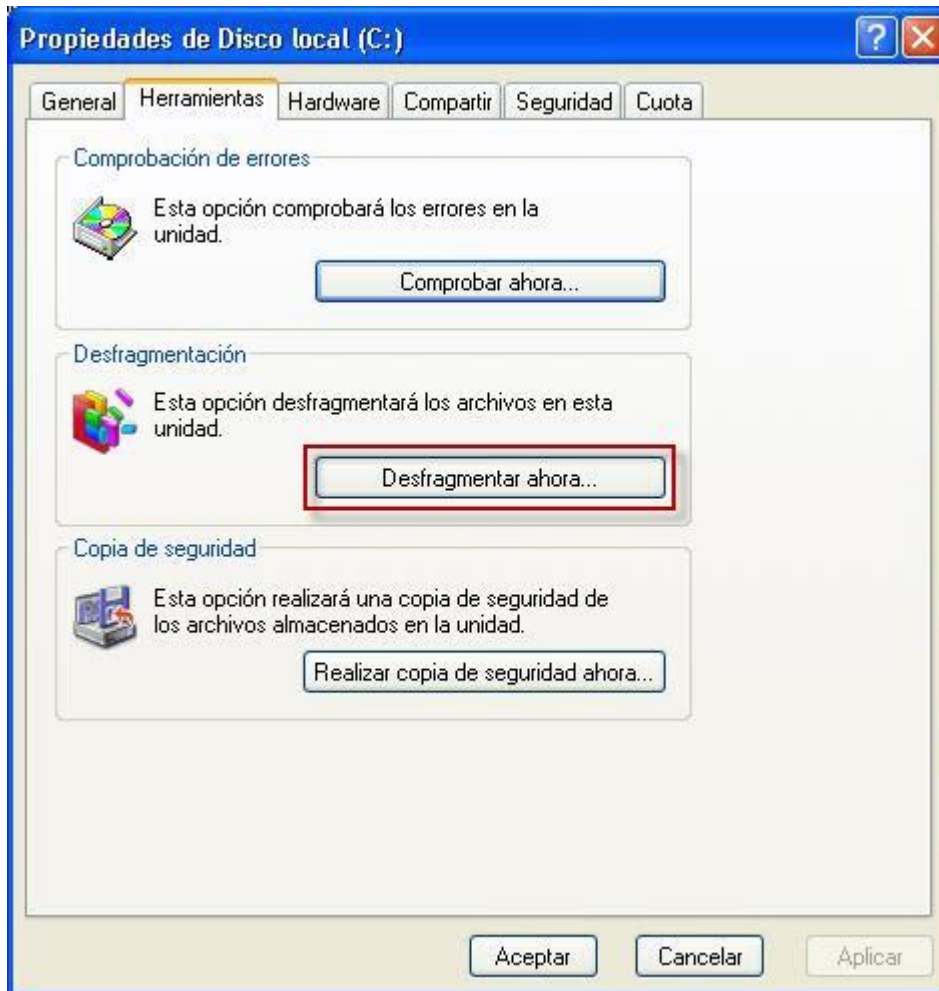 Propiedades de Disco local (C:)
?
General Herramientas Hardware Compartir Seguridad Cuota
Comprobación de errores
Esta opción comprobará los errores en la
unidad.
Comprobar ahora...
Desfragmentación
Esta opción desfragmentará los archivos en esta
unidad.
Desfragmentar ahora...
Copia de seguridad
Esta opción realizará una copia de seguridad de
los archivos almacenados en la unidad.
Realizar copia de seguridad ahora...
Aceptar Cancelar Aplicar